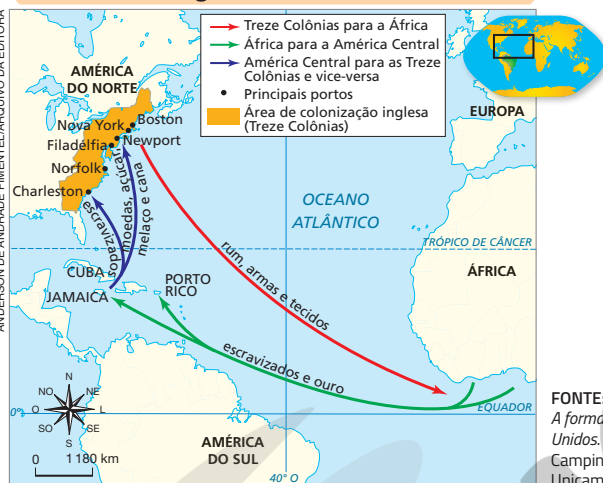 Treze Colônias para a África
África para a América Central
América Central para as Treze
Colônias e vice-versa
Principais portos
Área de colonização inglesa
(Treze Colônias)
ANDERSON DE ANDRADE PIMENTEL/ARQUIVO DA EDITORA
AMÉRICA
DO NORTE
EUROPA
Boston
Nova York
Newport
Filadélfia
Norfolk
Charleston
escravizados
moedas, açúcar,
melaço e cana
OCEANO
ATLÂNTICO
TRÓPICO DE CÂNCER
ÁFRICA
rum, armas e tecidos
CUBA
JAMAICA
PORTO
RICO
escravizados e ouro
EQUADOR
0°
AMÉRICA
DO SUL
40° O
N
NO
NE
O
L
SO
SE
S
0
1 180 km
FONTE:
A forma
Unidos.
Campin
Unicam